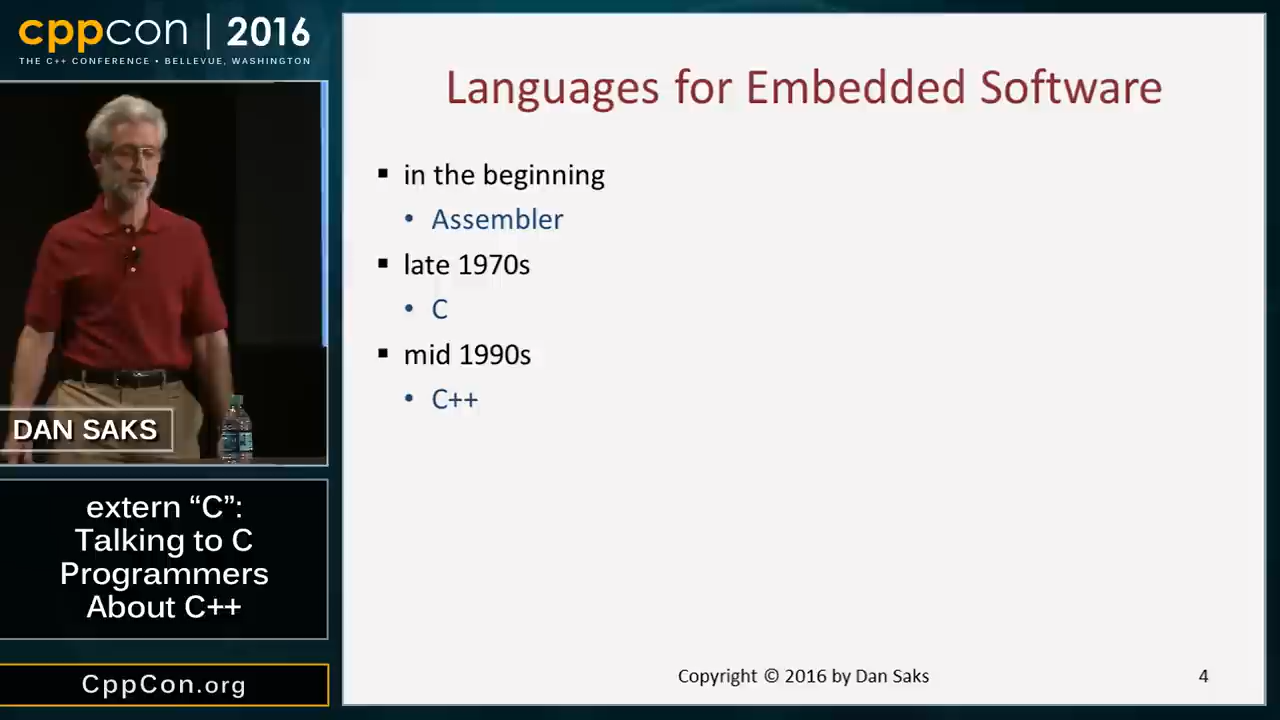 cppcon | 2016
THE C++ CONFERENCE • BELLEVUE, WASHINGTON
DAN SAKS
extern “C”:
Talking to C
Programmers
About C++
CppCon.org
Languages for Embedded Software
▪ in the beginning
• Assembler
▪ late 1970s
• C
▪ mid 1990s
• C++
Copyright © 2016 by Dan Saks
4